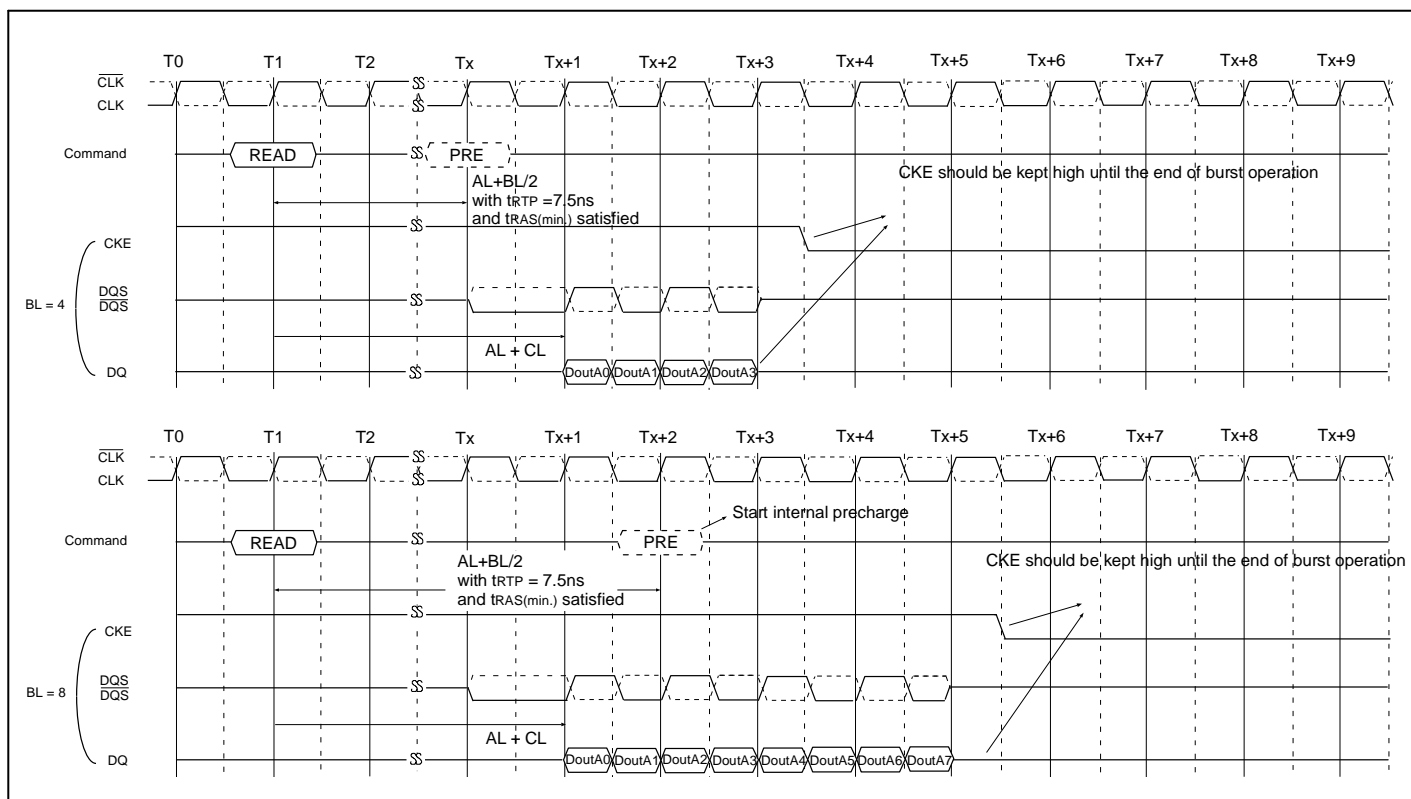 T0 T1 T2 Tx Tx+1 Tx+2 Tx+3 Tx+4 Tx+5 Tx+6 Tx+7 Tx+8 Tx+9
CLK
CLK
Command READ PRE
AL+BL/2
with tRTP =7.5ns
and tRAS(min.) satisfied
CKE should be kept high until the end of burst operation
CKE
BL = 4
DQS
DQS
AL + CL
DQ DoutA0 DoutA1 DoutA2 DoutA3
T0 T1 T2 Tx Tx+1 Tx+2 Tx+3 Tx+4 Tx+5 Tx+6 Tx+7 Tx+8 Tx+9
CLK
CLK
Start internal precharge
Command READ PRE
AL+BL/2
with tRTP = 7.5ns
and tRAS(min.) satisfied
CKE should be kept high until the end of burst operation
CKE
BL = 8
DQS
DQS
AL + CL
DQ DoutA0 DoutA1 DoutA2 DoutA3 DoutA4 DoutA5 DoutA6 DoutA7